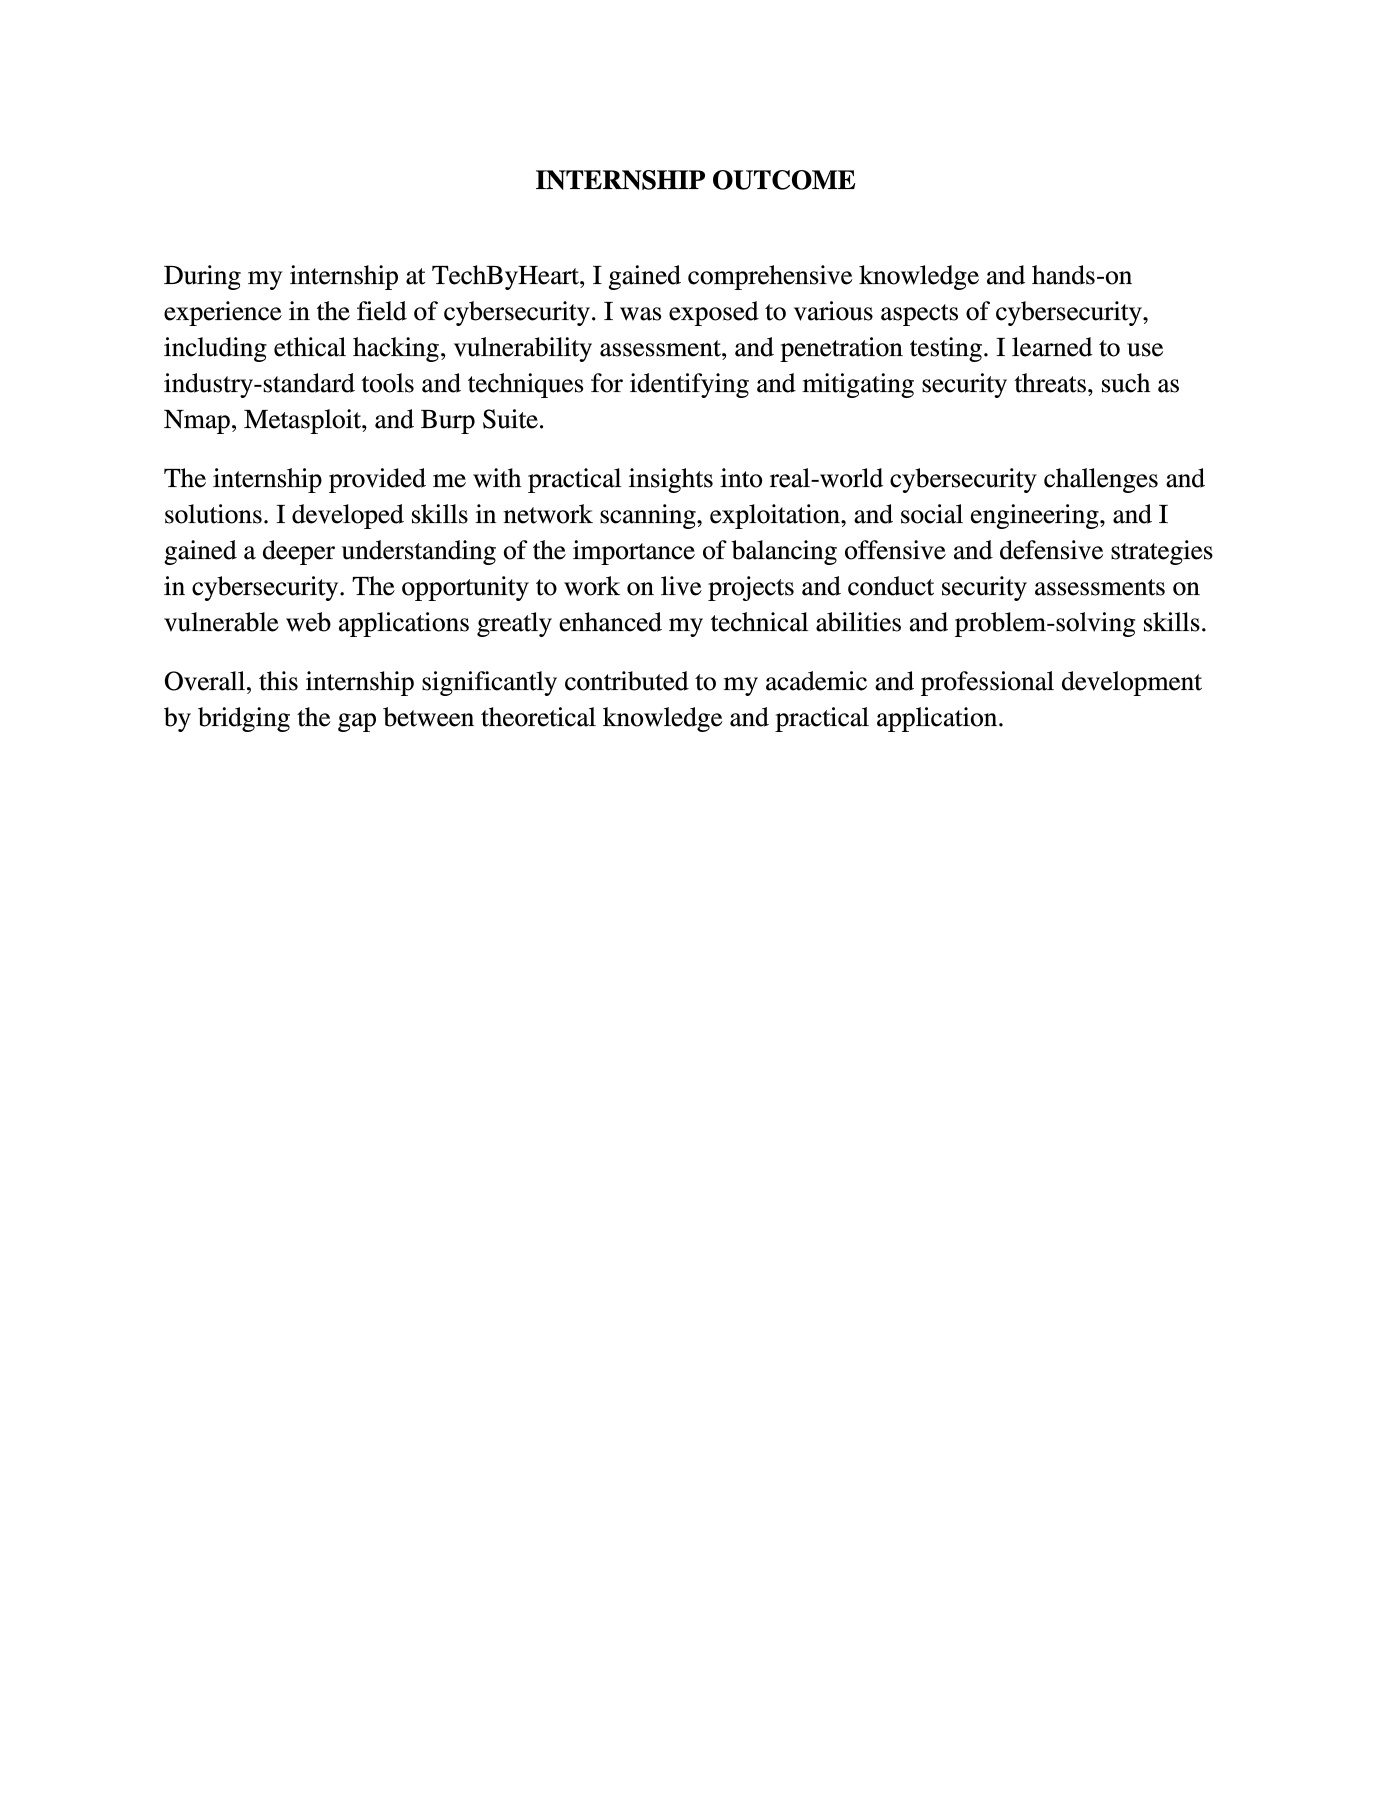 INTERNSHIP OUTCOME
During my internship at TechByHeart, I gained comprehensive knowledge and hands-on
experience in the field of cybersecurity. I was exposed to various aspects of cybersecurity,
including ethical hacking, vulnerability assessment, and penetration testing. I learned to use
industry-standard tools and techniques for identifying and mitigating security threats, such as
Nmap, Metasploit, and Burp Suite.
The internship provided me with practical insights into real-world cybersecurity challenges and
solutions. I developed skills in network scanning, exploitation, and social engineering, and I
gained a deeper understanding of the importance of balancing offensive and defensive strategies
in cybersecurity. The opportunity to work on live projects and conduct security assessments on
vulnerable web applications greatly enhanced my technical abilities and problem-solving skills.
Overall, this internship significantly contributed to my academic and professional development
by bridging the gap between theoretical knowledge and practical application.